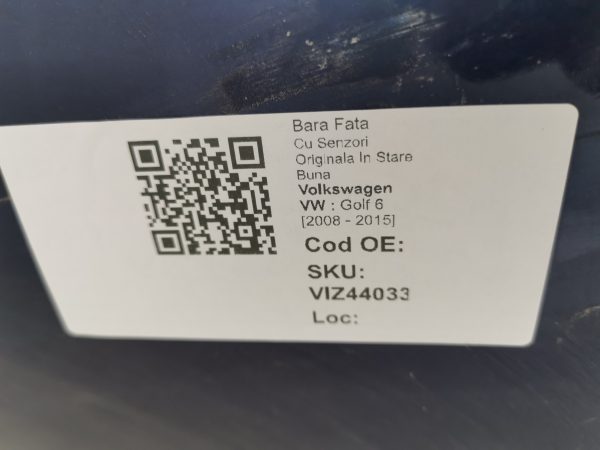 Bara Fata
Cu Senzori
Originala In Stare
Buna
Volkswagen
VW : Golf 6
[2008 - 2015]
Cod OE:
SKU:
VIZ44033
Loc: